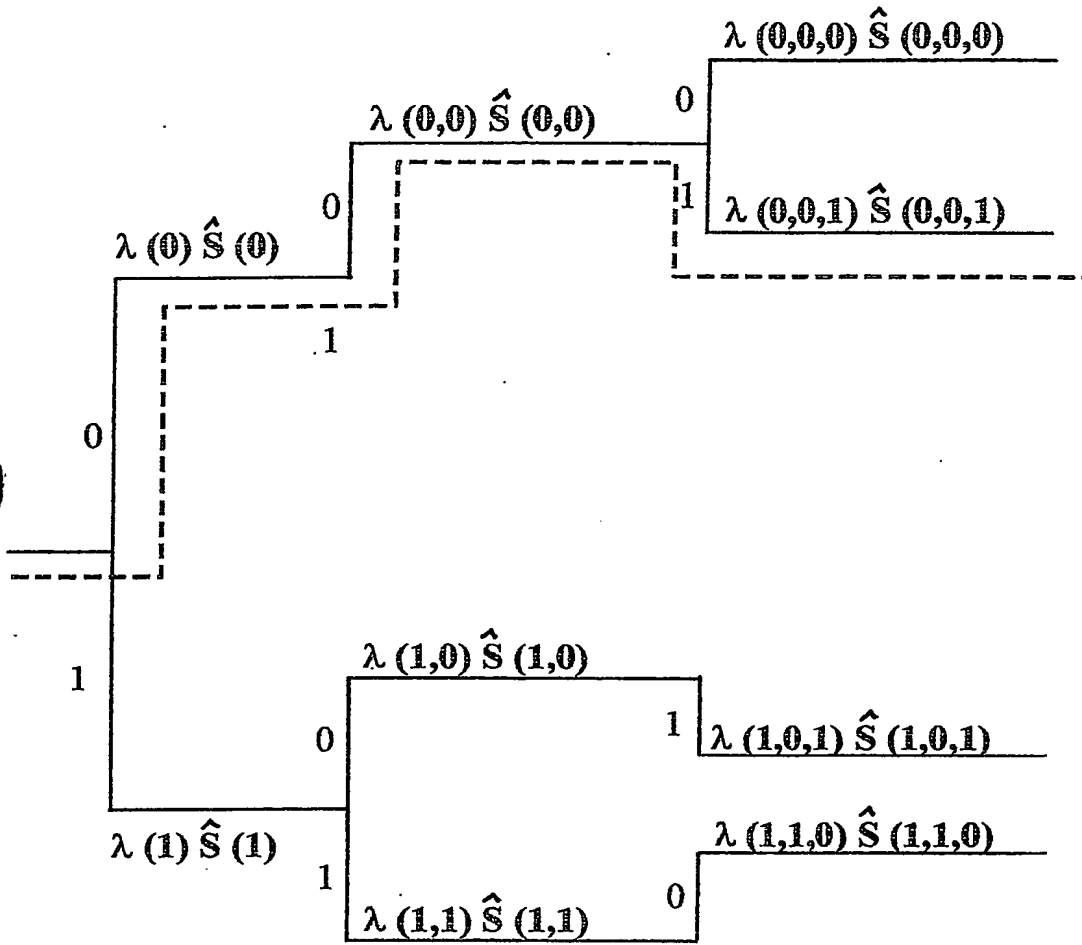 λ (0,0,0) Ŝ (0,0,0)
0
λ (0,0) Ŝ (0,0)
0
1
λ (0,0,1) Ŝ (0,0,1)
λ (0) Ŝ (0)
1
0
1
λ (1,0) Ŝ (1,0)
0
1
λ (1,0,1) Ŝ (1,0,1)
λ (1) Ŝ (1)
λ (1,1,0) Ŝ (1,1,0)
1
0
λ (1,1) Ŝ (1,1)